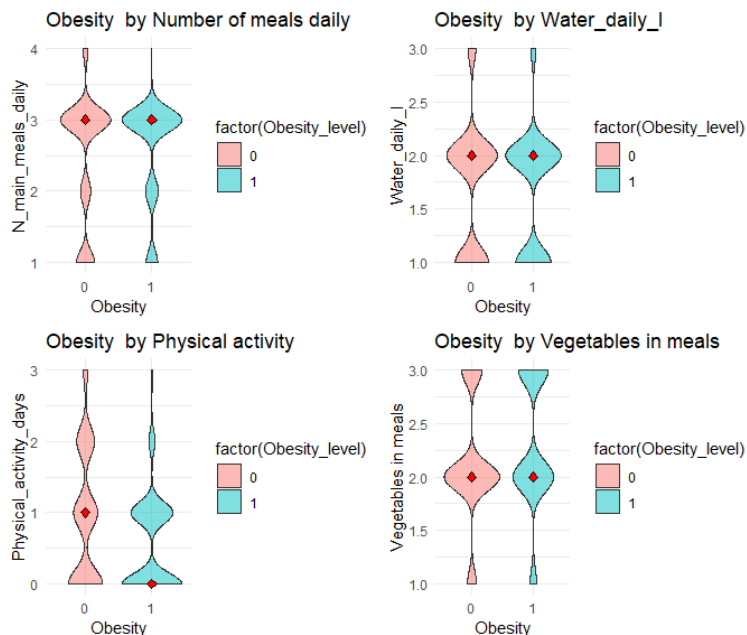 Obesity  by Number of meals daily
N_main_meals_daily
4
3
2
1
0
1
Obesity
factor(Obesity_level)
0
1
Obesity  by Water_daily_l
Water_daily_l
3.0
2.5
2.0
1.5
1.0
0
1
Obesity
factor(Obesity_level)
0
1
Obesity  by Physical activity
Physical_activity_days
3
2
1
0
0
1
Obesity
factor(Obesity_level)
0
1
Obesity  by Vegetables in meals
Vegetables in meals
3.0
2.5
2.0
1.5
1.0
0
1
Obesity
factor(Obesity_level)
0
1